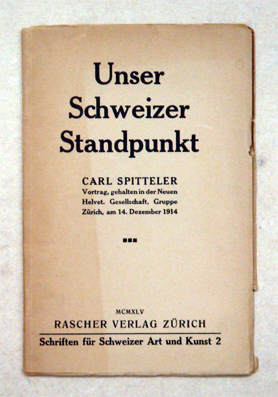 Unser
Schweizer
Standpunkt
CARL SPITTELER
Vortrag, gehalten in der Neuen
Helvet. Gesellschaft, Gruppe
Zürich, am 14. Dezember 1914
MCMXLV
RASCHER VERLAG ZÜRICH
Schriften für Schweizer Art und Kunst 2